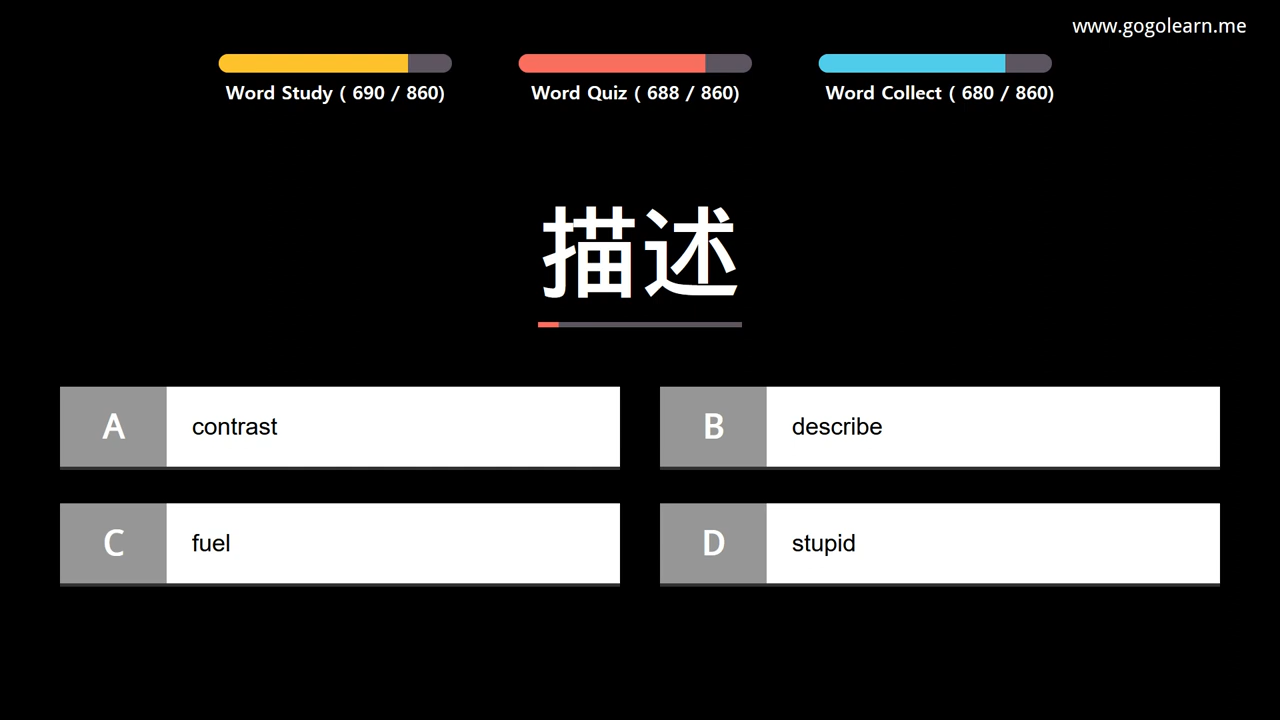 www.gogolearn.me
Word Study ( 690 / 860)
Word Quiz ( 688 / 860)
Word Collect ( 680 / 860)
描述
A contrast
B describe
C fuel
D stupid